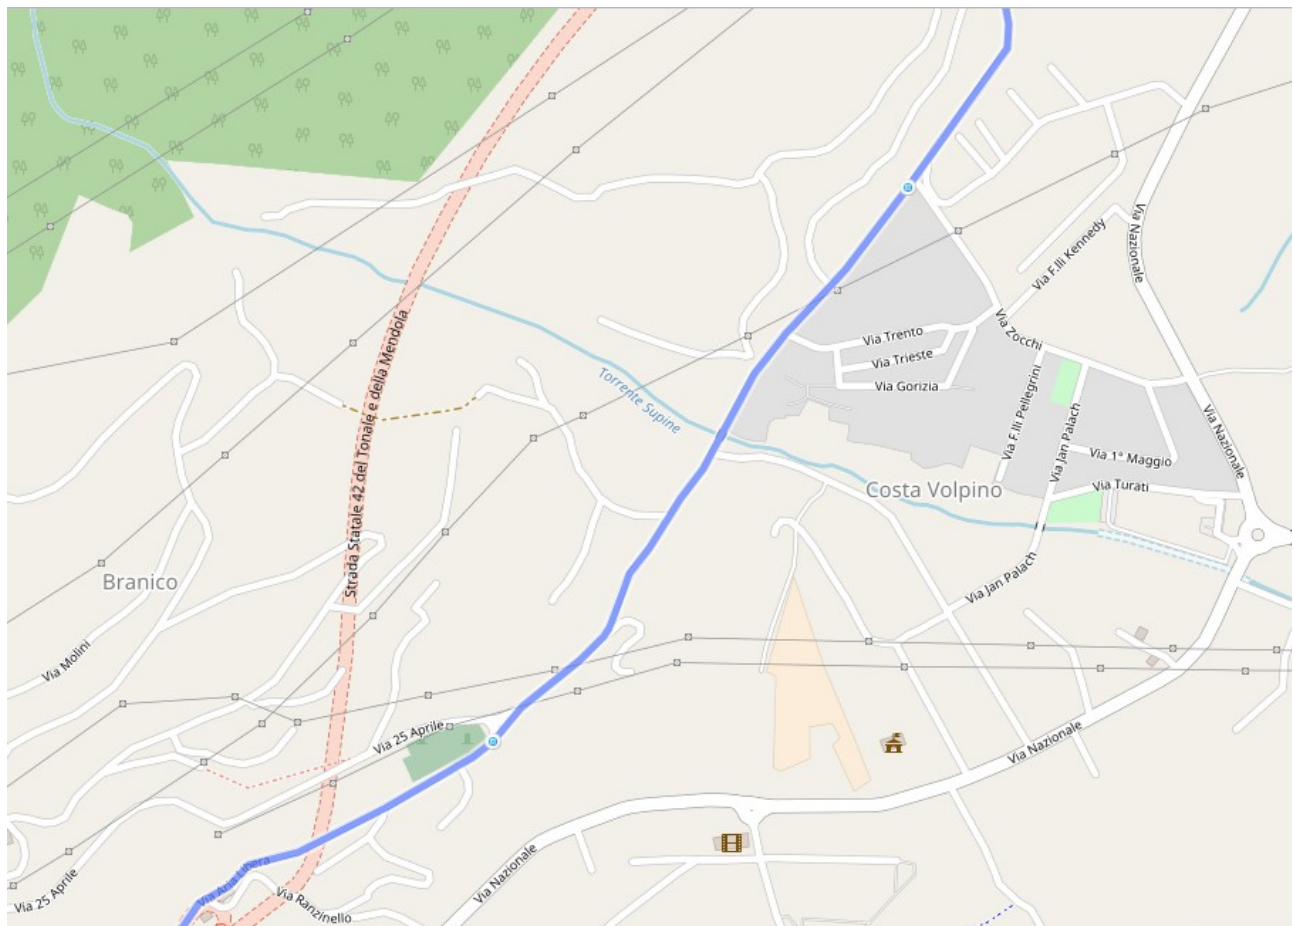 Via Nazionale
Via F.lli Kennedy
Via Zocchi
Via Trento
Via Trieste
Via Gorizia
Strada Statale 42 del Tonale e della Mendola
Torrente Supine
Via F.lli Pellegrini
Via Jan Palach
Via Nazionale
Via 1ª Maggio
Via Turati
Costa Volpino
Branico
Via Jan Palach
Via Molini
Via 25 Aprile
Via Nazionale
Via Aria Libera
Via Nazionale
Via 25 Aprile
Via Ranzinello